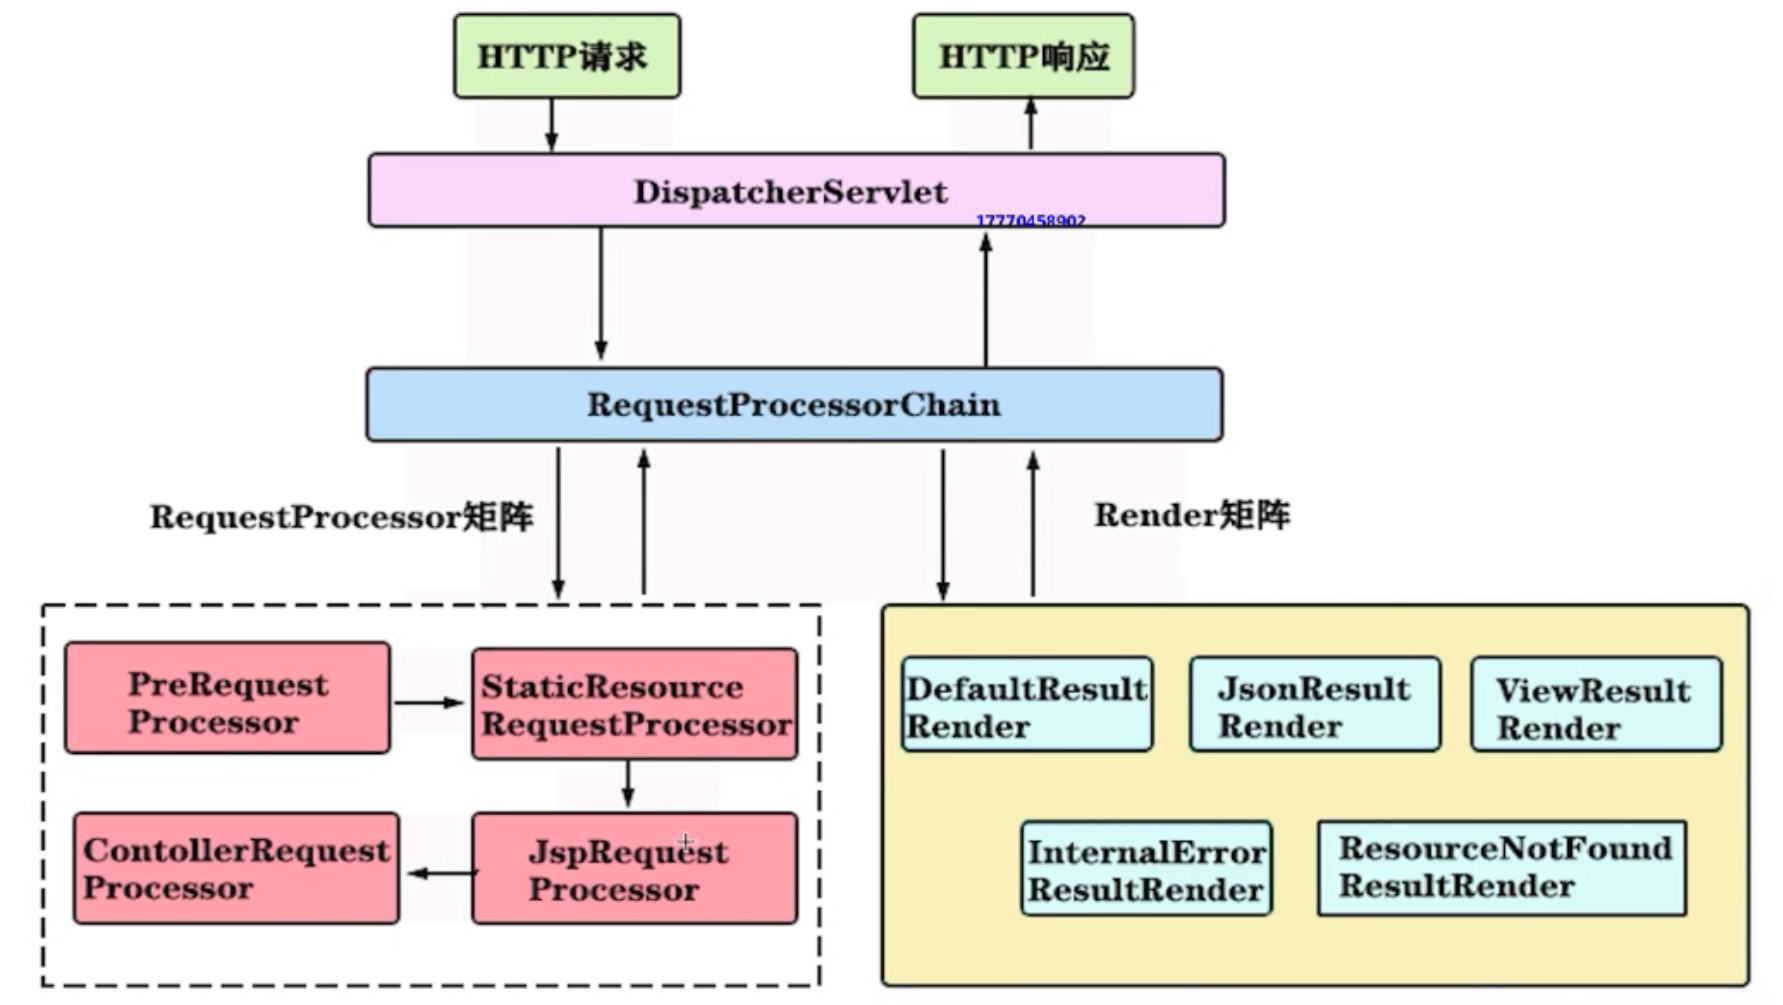 HTTP请求
HTTP响应
DispatcherServlet
17770458902
RequestProcessorChain
RequestProcessor矩阵
Render矩阵
PreRequest
Processor
StaticResource
RequestProcessor
ContollerRequest
Processor
JspRequest
Processor
DefaultResult
Render
JsonResult
Render
ViewResult
Render
InternalError
ResultRender
ResourceNotFound
ResultRender